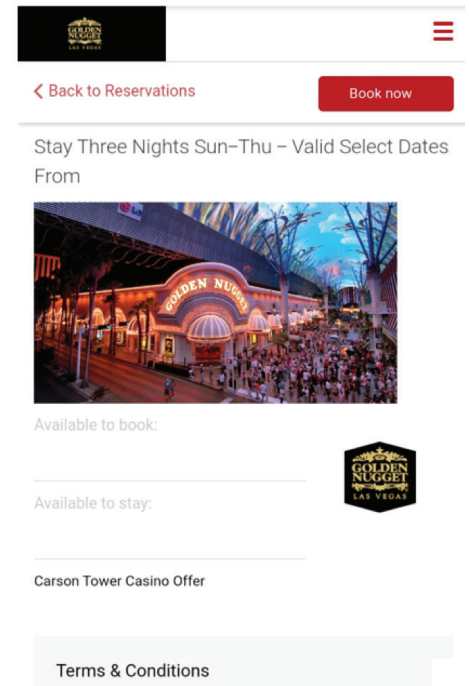 GOLDEN
NUGGET
LAS VEGAS
Back to Reservations
Book now
Stay Three Nights Sun–Thu – Valid Select Dates
From
LG
GOLDEN NUGGET
Available to book:
GOLDEN
NUGGET
LAS VEGAS
Available to stay:
Carson Tower Casino Offer
Terms & Conditions